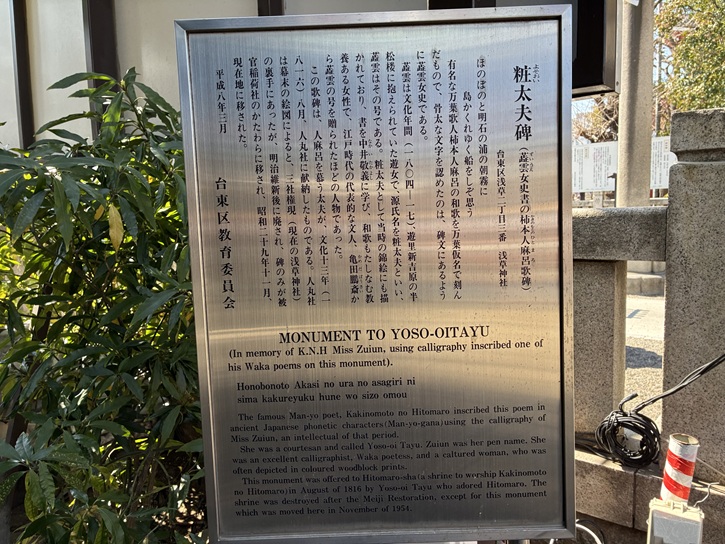 粧太夫碑（蕋雲女史書の柿本人麻呂歌碑）
台東区浅草二丁目三番　浅草神社
ほのぼのと明石の浦の朝霧に
島かくれゆく船をしぞ思う
有名な万葉歌人柿本人麻呂の和歌を万葉仮名で刻ん
だもので、骨太な文字を認めたのは、碑文にあるよう
に蕋雲女史である。
蕋雲は文化年間（一八〇四—一七）、遊里新吉原の半
松楼に抱えられていた遊女で、源氏名を粧太夫といい、
蕋雲はその号である。粧太夫として当時の錦絵にも描
かれており、書を中井敬義に学び、和歌もたしなむ教
養ある女性で、江戸時代の代表的な文人、亀田鵬斎か
ら蕋雲の号を贈られたほどの人物であった。
この歌碑は、人麻呂を慕う太夫が、文化十三年（一
八一六）八月、人丸社に献納したものである。人丸社
は幕末の絵図によると、三社権現（現在の浅草神社）
の裏手にあったが、明治維新後に廃され、碑のみが被
官稲荷社のかたわらに移され、昭和二十九年十一月、
現在地に移された。
平成八年三月
台東区教育委員会
MONUMENT TO YOSO-OITAYU
(In memory of K.N.H Miss Zuiun, using calligraphy inscribed one of
his Waka poems on this monument).
Honobonoto Akasi no ura no asagiri ni
sima kakureyuku hune wo sizo omou
The famous Man-yo poet, Kakinomoto no Hitomaro inscribed this poem in
ancient Japanese phonetic characters(Man-yo-gana)using the calligraphy of
Miss Zuiun, an intellectual of that period.
She was a courtesan and called Yoso-oi Tayu. Zuiun was her pen name. She
was an excellent calligraphist, Waka poetess, and a caltured woman, who was
often depicted in coloured woodblock prints.
This monument was offered to Hitomaro-sha(a shrine to worship Kakinomoto
no Hitomaro)in August of 1816 by Yoso-oi Tayu who adored Hitomaro. The
shrine was destroyed after the Meiji Restoration, except for this monument
which was moved here in November of 1954.